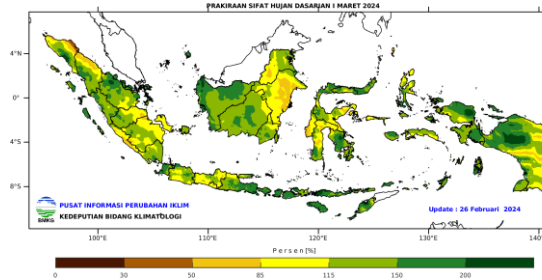 PRAKIRAAN SIFAT HUJAN DASARIAN I MARET 2024
4°N
0°
4°S
8°S
PUSAT INFORMASI PERUBAHAN IKLIM
KEDEPUTIAN BIDANG KLIMATOLOGI
BMKG
Update : 26 Februari 2024
100°E 110°E 120°E 130°E 140°
Persen[%]
0 30 50 85 115 150 200